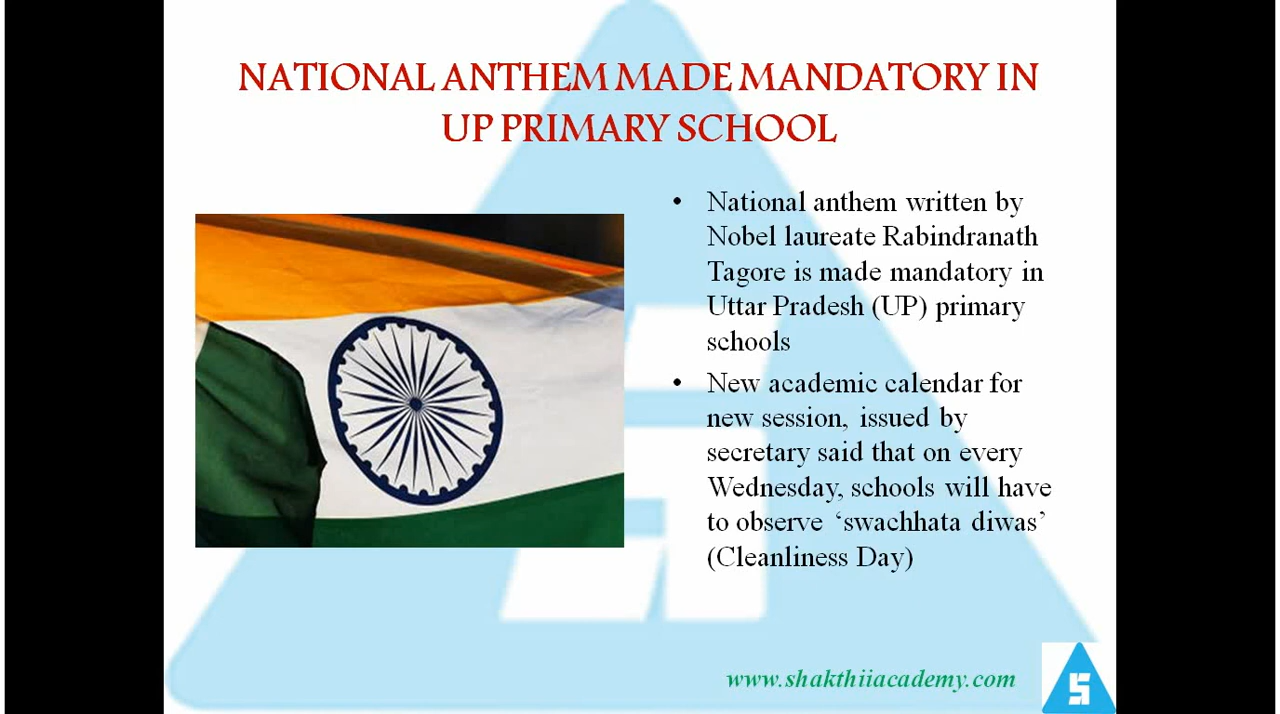 NATIONAL ANTHEM MADE MANDATORY IN
UP PRIMARY SCHOOL
• National anthem written by
Nobel laureate Rabindranath
Tagore is made mandatory in
Uttar Pradesh (UP) primary
schools
• New academic calendar for
new session, issued by
secretary said that on every
Wednesday, schools will have
to observe ‘swachhata diwas’
(Cleanliness Day)
www.shakthiiacademy.com
S